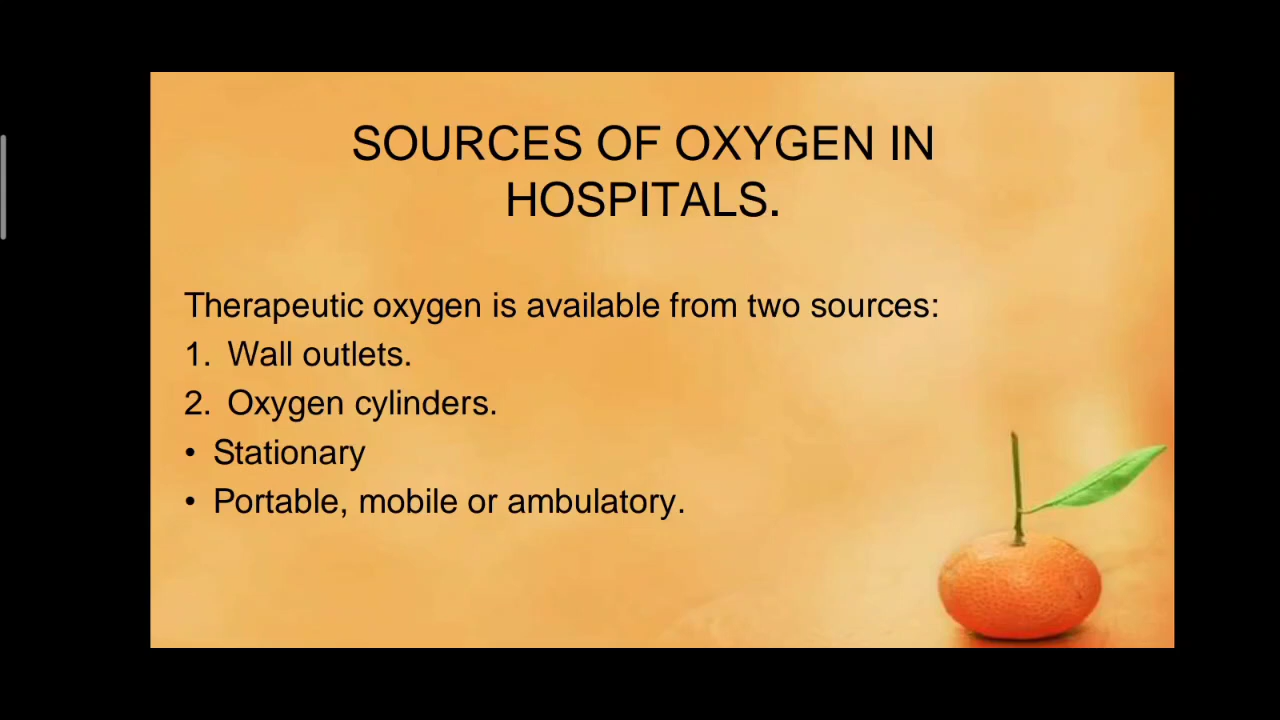 SOURCES OF OXYGEN IN
HOSPITALS.
Therapeutic oxygen is available from two sources:
1. Wall outlets.
2. Oxygen cylinders.
• Stationary
• Portable, mobile or ambulatory.